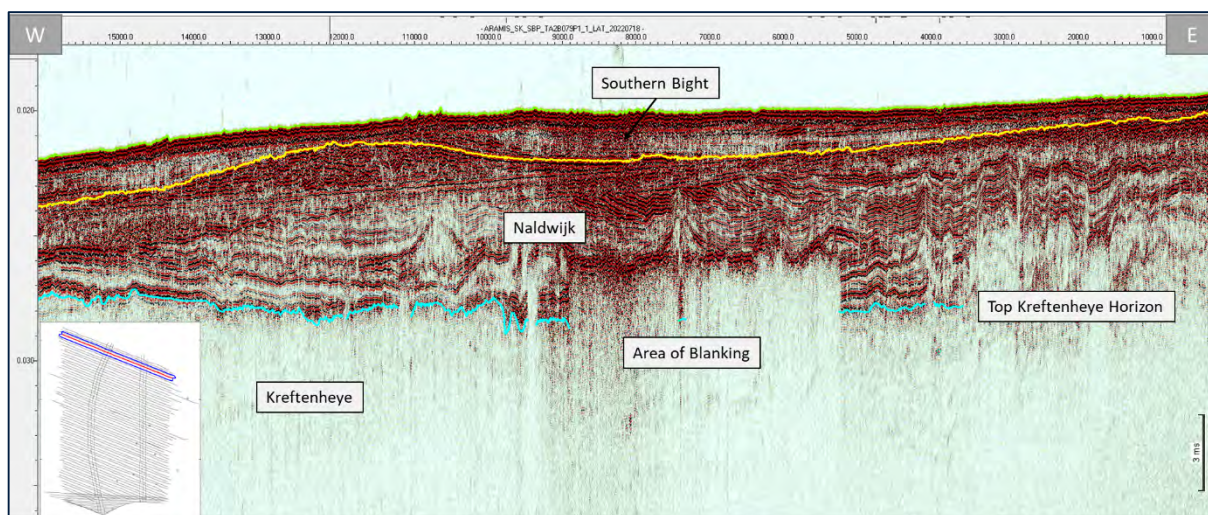 W
- ARAMIS_SK_SBP_TA2B079P1_1_LAT_20220718 -
E
15000.0 14000.0 13000.0 12000.0 11000.0 10000.0 9000.0 8000.0 7000.0 6000.0 5000.0 4000.0 3000.0 2000.0 1000.0
Southern Bight
0.020
Naldwijk
Top Kreftenheye Horizon
Area of Blanking
0.030
Kreftenheye
3 ms